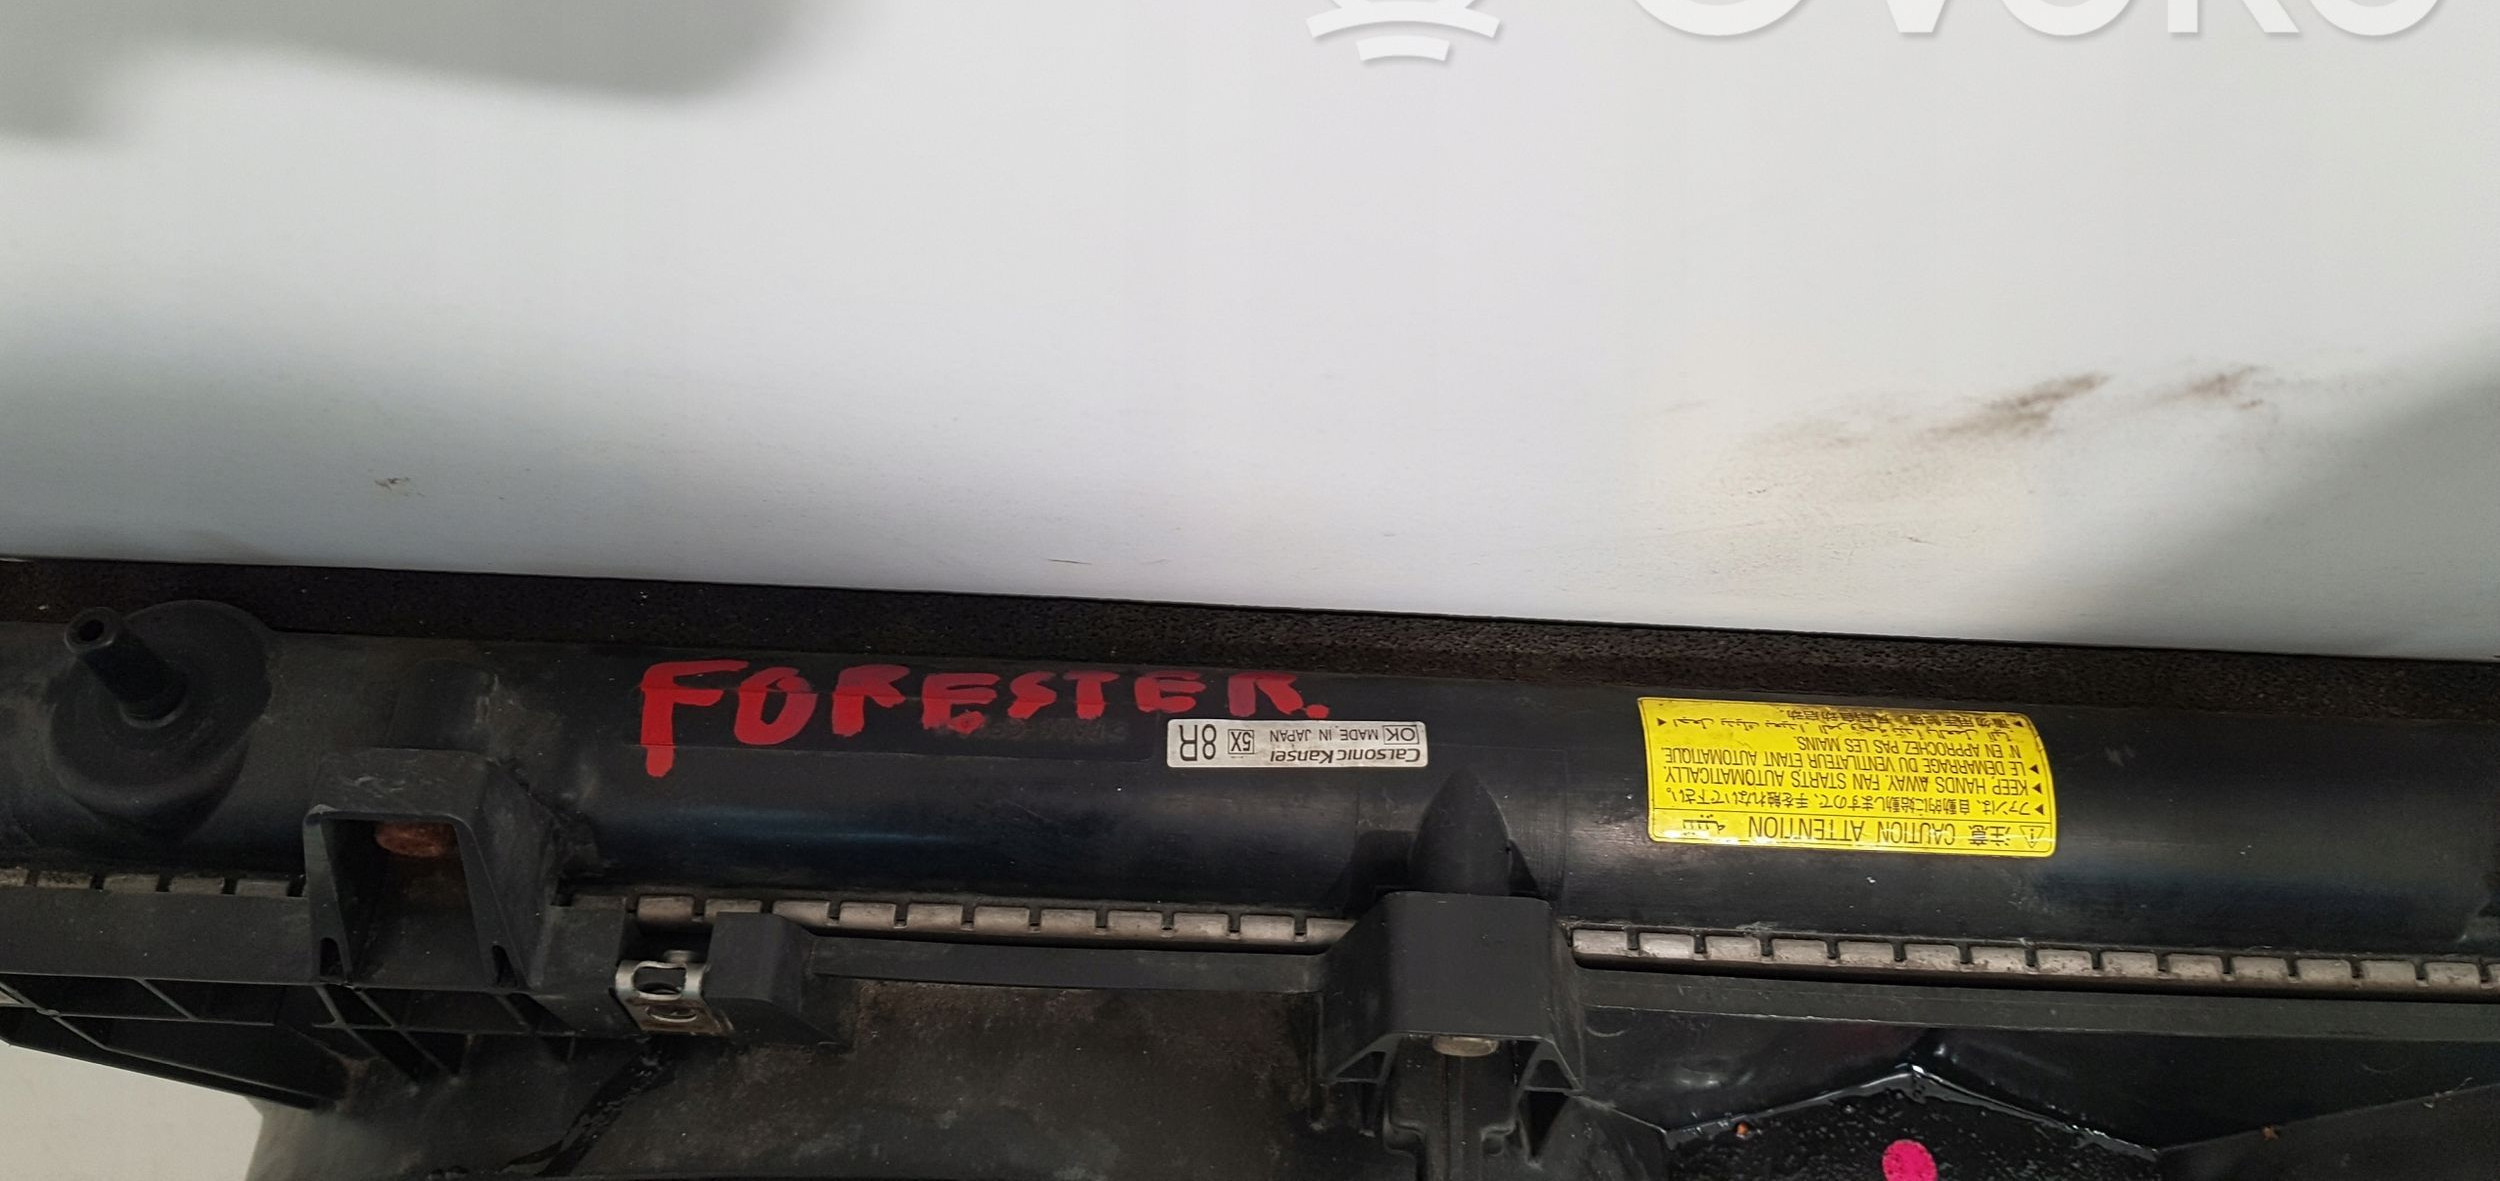 FORESTER.
CalsonicKansei
OK MADE IN JAPAN 5X 8R
注意 CAUTION ATTENTION تنبيه
ファンは、自動的に始動しますので、手を触れないで下さい。
KEEP HANDS AWAY. FAN STARTS AUTOMATICALLY.
LE DEMARRAGE DU VENTILATEUR ETANT AUTOMATIQUE
N' EN APPROCHEZ PAS LES MAINS.